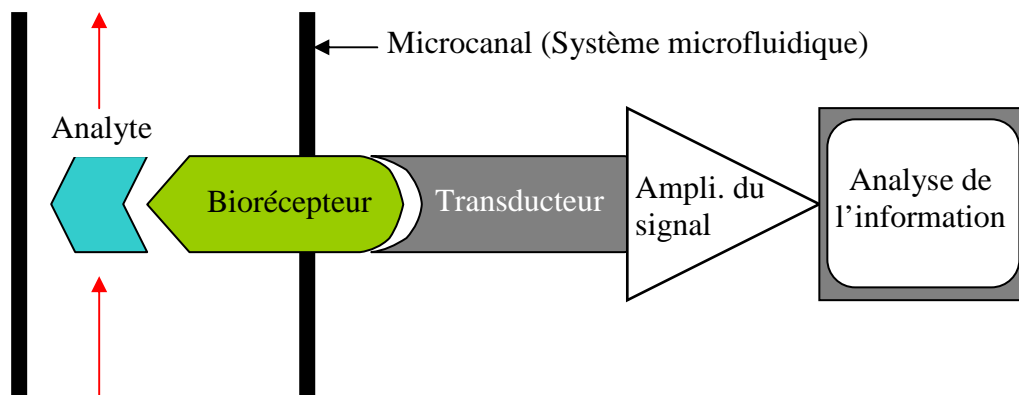 Microcanal (Système microfluidique)
Analyte
Biorécepteur
Transducteur
Ampli. du
signal
Analyse de
l’information